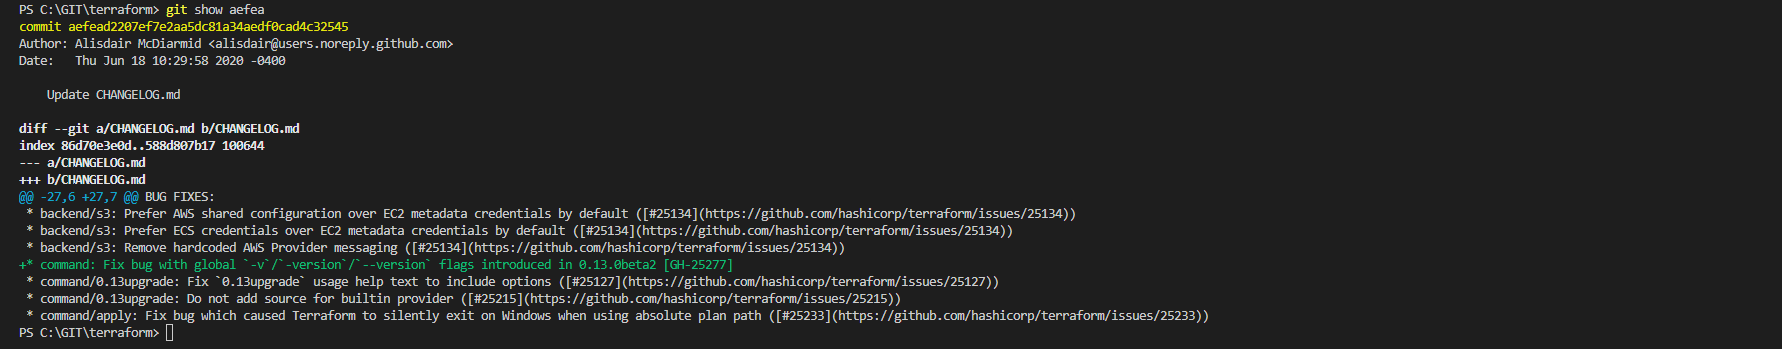 PS C:\GIT\terraform> git show aefea
commit aefead2207ef7e2aa5dc81a34aedf0cad4c32545
Author: Alisdair McDiarmid <alisdair@users.noreply.github.com>
Date:   Thu Jun 18 10:29:58 2020 -0400
    Update CHANGELOG.md
diff --git a/CHANGELOG.md b/CHANGELOG.md
index 86d70e3e0d..588d807b17 100644
--- a/CHANGELOG.md
+++ b/CHANGELOG.md
@@ -27,6 +27,7 @@ BUG FIXES:
 * backend/s3: Prefer AWS shared configuration over EC2 metadata credentials by default ([#25134](https://github.com/hashicorp/terraform/issues/25134))
 * backend/s3: Prefer ECS credentials over EC2 metadata credentials by default ([#25134](https://github.com/hashicorp/terraform/issues/25134))
 * backend/s3: Remove hardcoded AWS Provider messaging ([#25134](https://github.com/hashicorp/terraform/issues/25134))
+* command: Fix bug with global `-v`/`-version`/`--version` flags introduced in 0.13.0beta2 [GH-25277]
 * command/0.13upgrade: Fix `0.13upgrade` usage help text to include options ([#25127](https://github.com/hashicorp/terraform/issues/25127))
 * command/0.13upgrade: Do not add source for builtin provider ([#25215](https://github.com/hashicorp/terraform/issues/25215))
 * command/apply: Fix bug which caused Terraform to silently exit on Windows when using absolute plan path ([#25233](https://github.com/hashicorp/terraform/issues/25233))
PS C:\GIT\terraform>